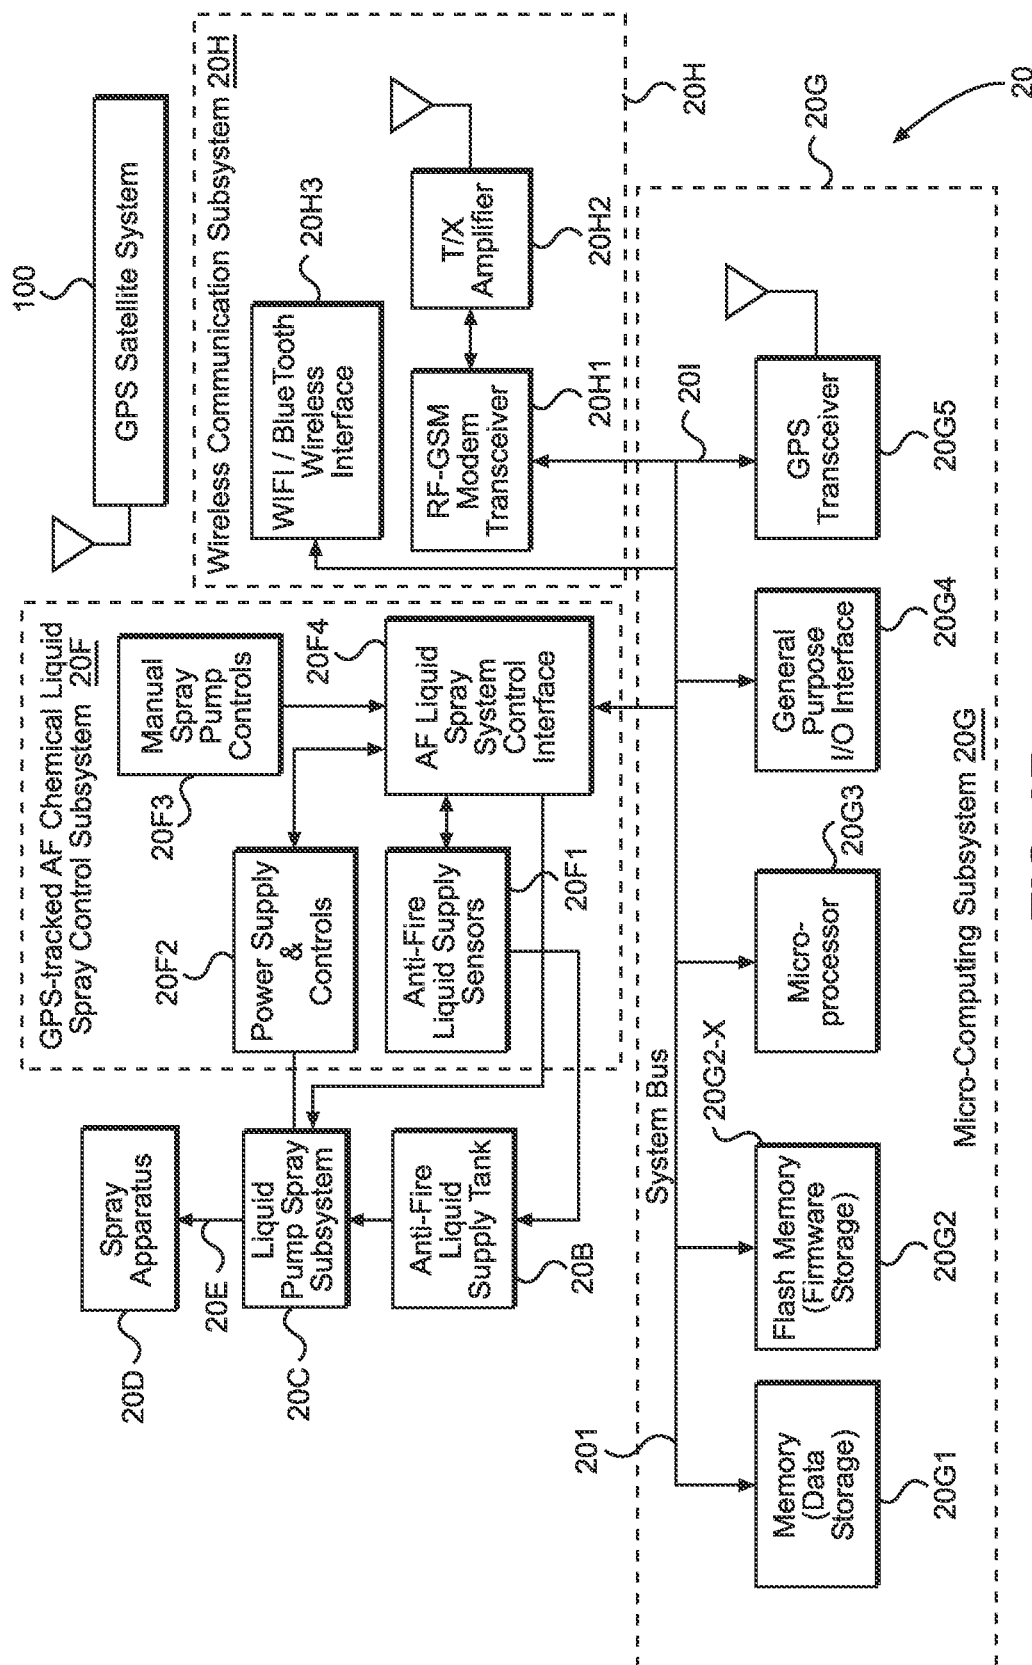 100
GPS Satellite System
GPS-tracked AF Chemical Liquid
Spray Control Subsystem 20F
Wireless Communication Subsystem 20H
20D
Spray
Apparatus
20E
20C
Liquid
Pump Spray
Subsystem
Anti-Fire
Liquid
Supply Tank
20B
20F2
Power Supply
&
Controls
20F3
Manual
Spray
Pump
Controls
Anti-Fire
Liquid Supply
Sensors
20F1
20F4
AF Liquid
Spray
System
Control
Interface
WIFI / BlueTooth
Wireless
Interface
20H3
RF-GSM
Modem
Transceiver
20H1
T/X
Amplifier
20H2
20H
201
System Bus
20I
20G
Memory
(Data
Storage)
20G1
20G2-X
Flash Memory
(Firmware
Storage)
20G2
Micro-
processor
20G3
General
Purpose
I/O Interface
20G4
GPS
Transceiver
20G5
Micro-Computing Subsystem 20G
20